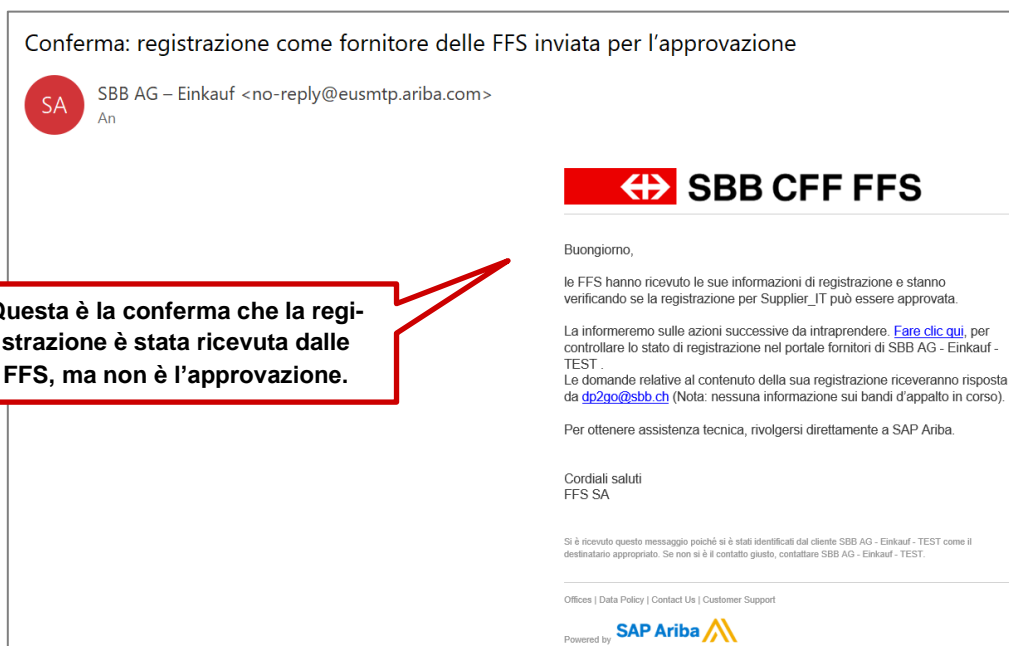 Conferma: registrazione come fornitore delle FFS inviata per l’approvazione
SA
SBB AG – Einkauf <no-reply@eusmtp.ariba.com>
An
SBB CFF FFS
Buongiorno,
le FFS hanno ricevuto le sue informazioni di registrazione e stanno
verificando se la registrazione per Supplier_IT può essere approvata.
Questa è la conferma che la regi-
strazione è stata ricevuta dalle
FFS, ma non è l’approvazione.
La informeremo sulle azioni successive da intraprendere. Fare clic qui, per
controllare lo stato di registrazione nel portale fornitori di SBB AG - Einkauf -
TEST .
Le domande relative al contenuto della sua registrazione riceveranno risposta
da dp2go@sbb.ch (Nota: nessuna informazione sui bandi d’appalto in corso).
Per ottenere assistenza tecnica, rivolgersi direttamente a SAP Ariba.
Cordiali saluti
FFS SA
Si è ricevuto questo messaggio poiché si è stati identificati dal cliente SBB AG - Einkauf - TEST come il
destinatario appropriato. Se non si è il contatto giusto, contattare SBB AG - Einkauf - TEST.
Offices | Data Policy | Contact Us | Customer Support
Powered by SAP Ariba